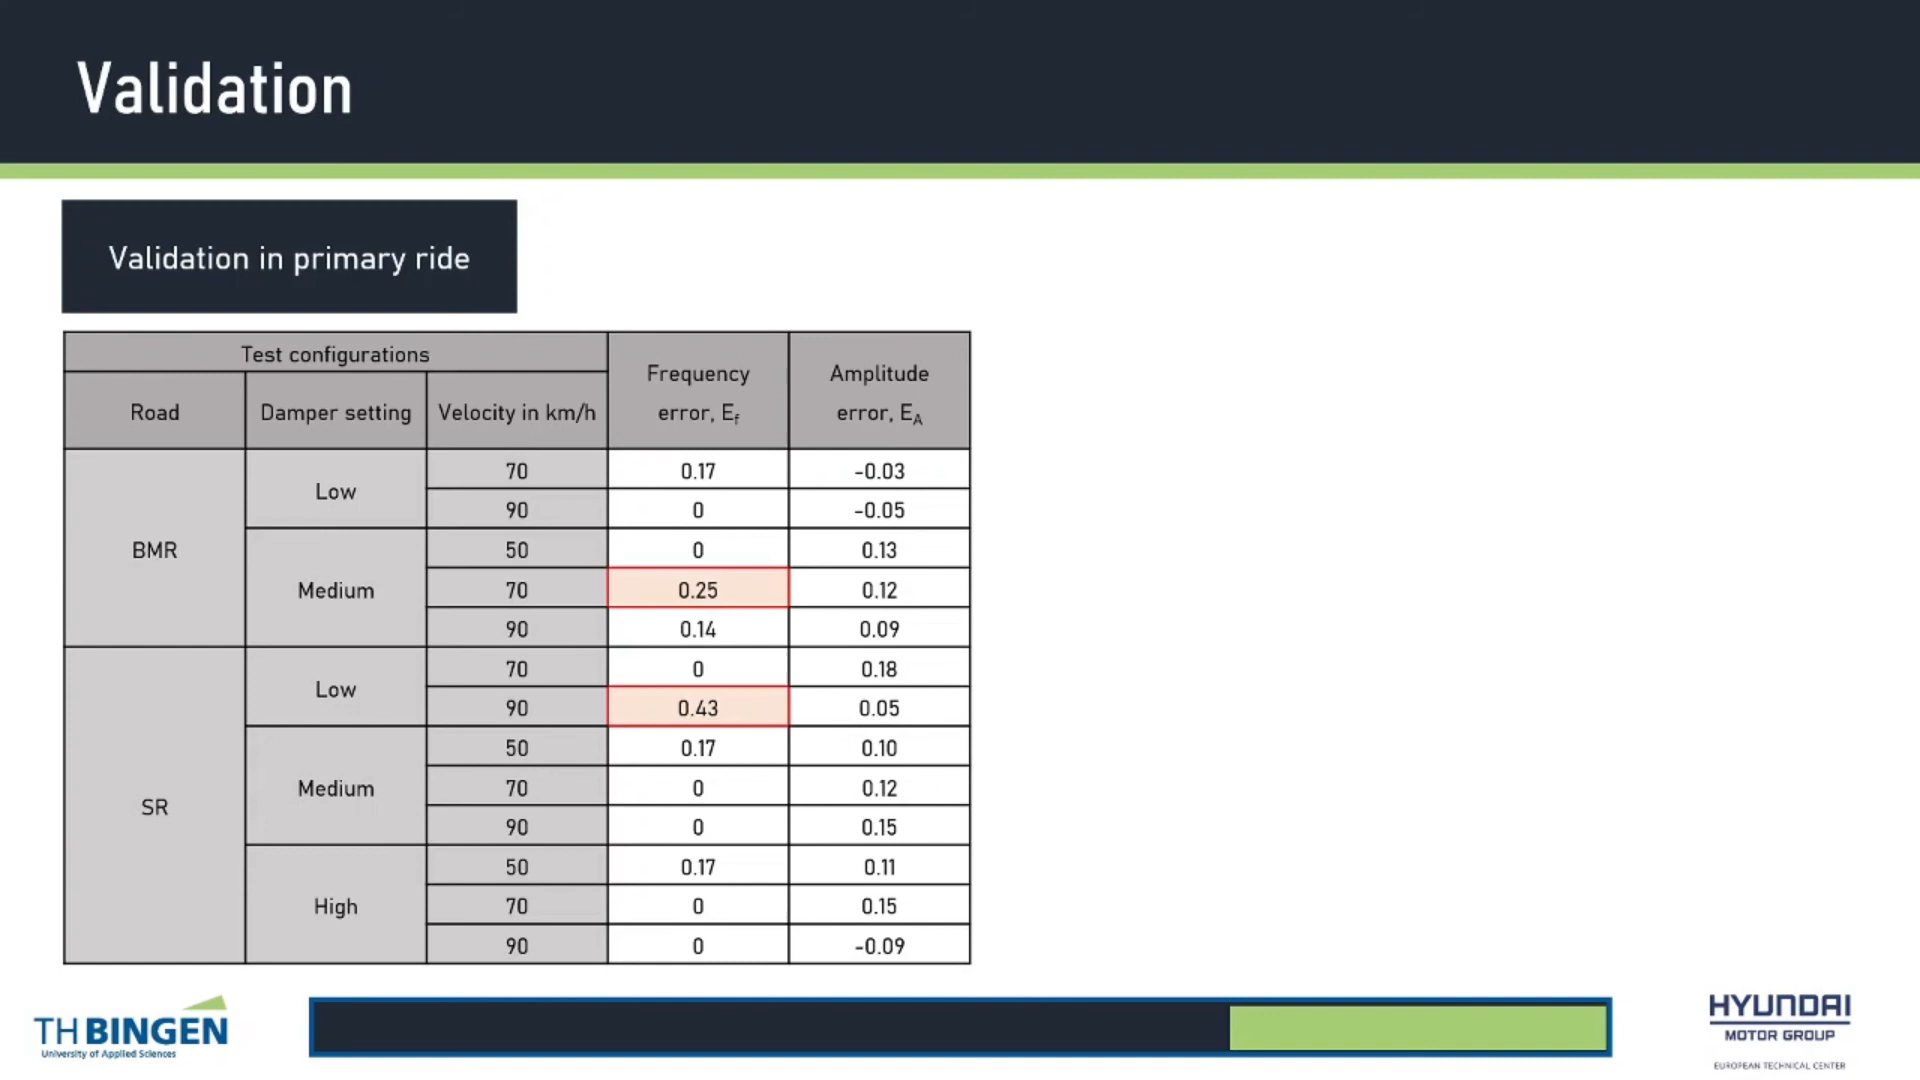 Validation
Validation in primary ride
Test configurations
Frequency error, Ef
Amplitude error, EA
Road
Damper setting
Velocity in km/h
BMR
Low
70 0.17 -0.03
90 0 -0.05
Medium
50 0 0.13
70 0.25 0.12
90 0.14 0.09
SR
Low
70 0 0.18
90 0.43 0.05
Medium
50 0.17 0.10
70 0 0.12
90 0 0.15
High
50 0.17 0.11
70 0 0.15
90 0 -0.09
TH BINGEN
University of Applied Sciences
HYUNDAI
MOTOR GROUP
EUROPEAN TECHNICAL CENTER